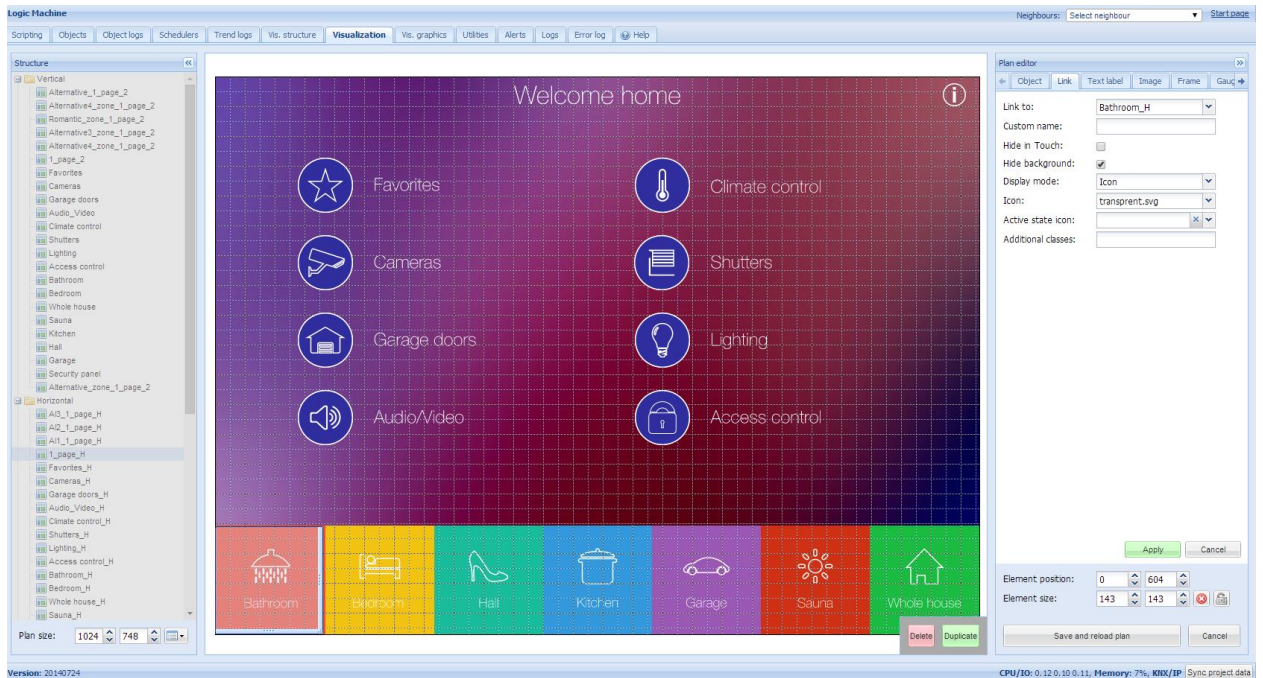 Logic Machine
Neighbours: Select neighbour Start page
Scripting Objects Object logs Schedulers Trend logs Vis. structure Visualization Vis. graphics Utilities Alerts Logs Error log Help
Structure
Vertical
Alternative_1_page_2
Alternative4_zone_1_page_2
Romantic_zone_1_page_2
Alternative3_zone_1_page_2
Alternative4_zone_1_page_2
1_page_2
Favorites
Cameras
Garage doors
Audio_Video
Climate control
Shutters
Lighting
Access control
Bathroom
Bedroom
Whole house
Sauna
Kitchen
Hall
Garage
Security panel
Alternative_zone_1_page_2
Horizontal
Al3_1_page_H
Al2_1_page_H
Al1_1_page_H
1_page_H
Favorites_H
Cameras_H
Garage doors_H
Audio_Video_H
Climate control_H
Shutters_H
Lighting_H
Access control_H
Bathroom_H
Bedroom_H
Whole house_H
Sauna_H
Plan size: 1024 748
Welcome home
Favorites Climate control
Cameras Shutters
Garage doors Lighting
Audio/Video Access control
Bathroom Bedroom Hall Kitchen Garage Sauna Whole house
Delete Duplicate
Plan editor
Object Link Text label Image Frame Gaug
Link to: Bathroom_H
Custom name:
Hide in Touch:
Hide background:
Display mode: Icon
Icon: transprent.svg
Active state icon:
Additional classes:
Apply Cancel
Element position: 0 604
Element size: 143 143
Save and reload plan Cancel
Version: 20140724
CPU/IO: 0.12 0.10 0.11, Memory: 7%, KNX/IP Sync project data